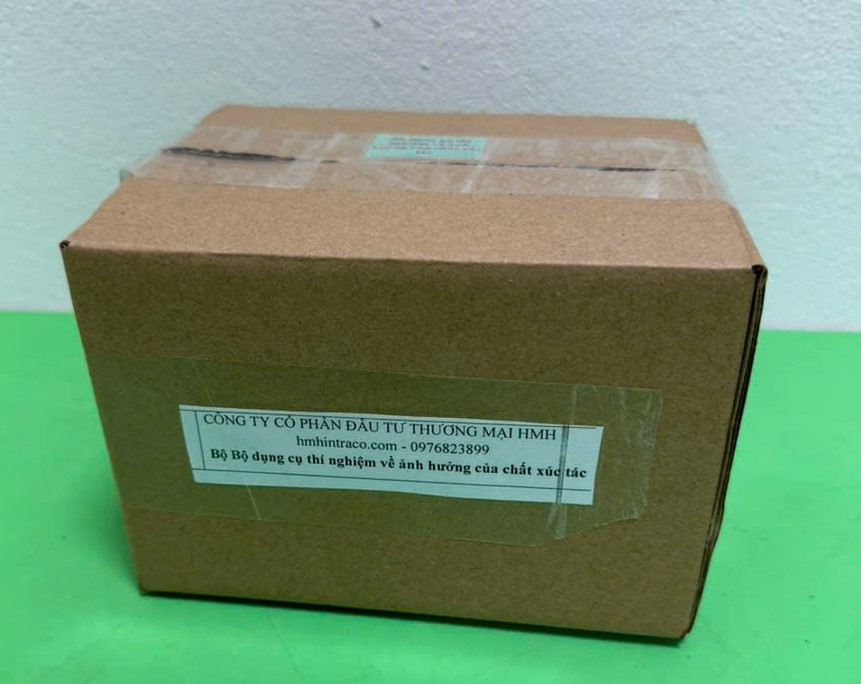 CÔNG TY CỔ PHẦN ĐẦU TƯ THƯƠNG MẠI HMH
hmhintraco.com - 0976823899
Bộ Bộ dụng cụ thí nghiệm về ảnh hưởng của chất xúc tác